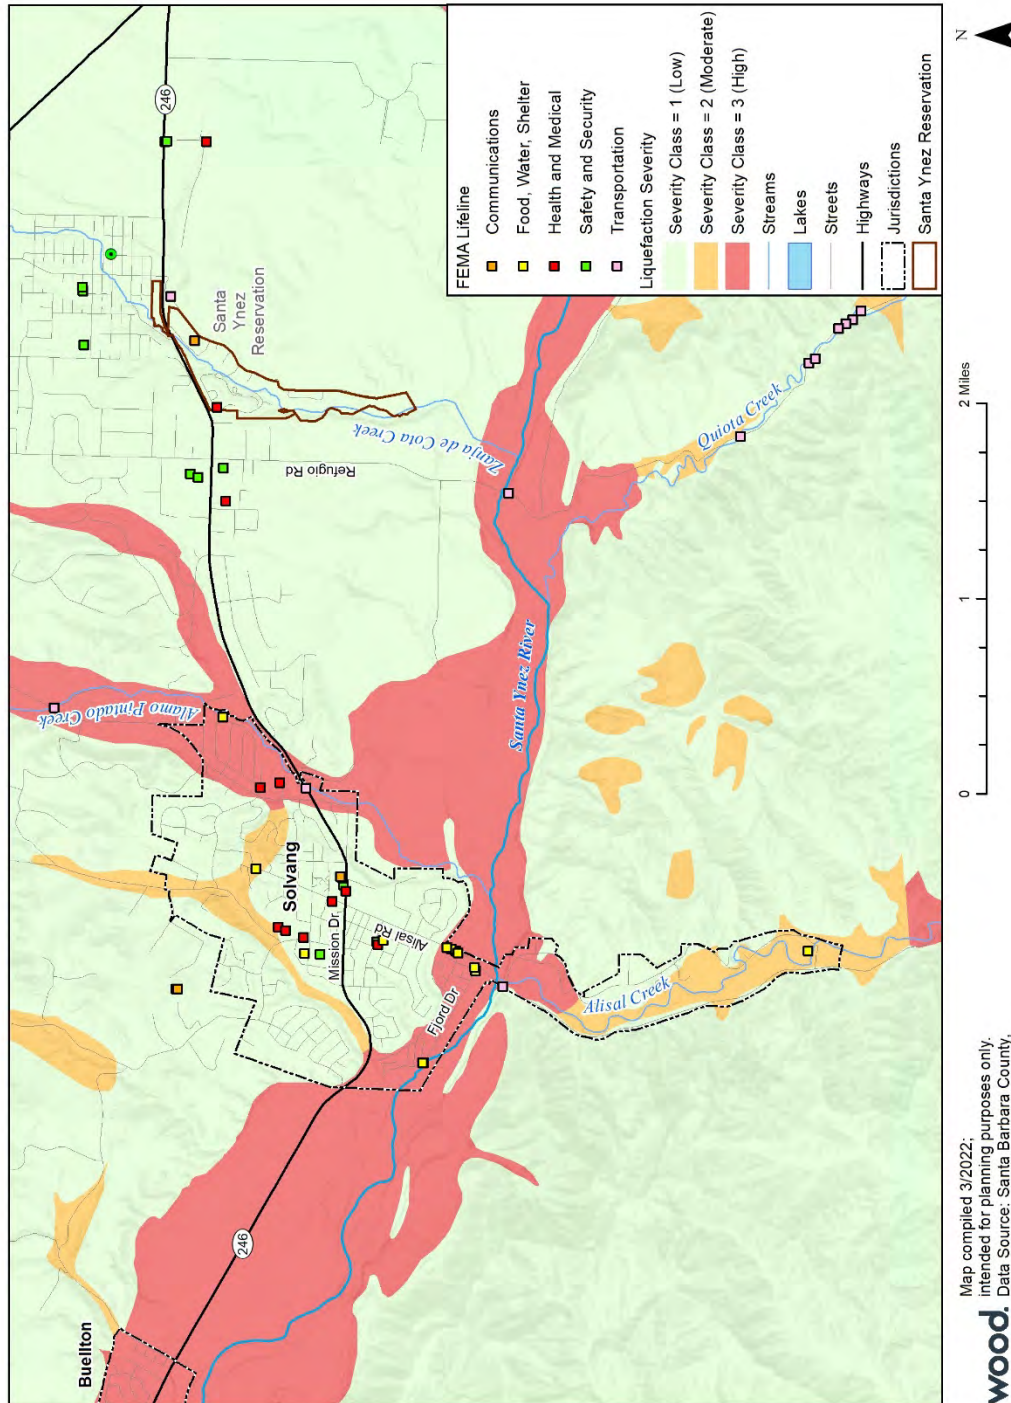 Buellton
246
Solvang
Mission Dr
Alisal Rd
Fjord Dr
Alisal Creek
Alamo Pintado Creek
Santa Ynez River
Refugio Rd
Zanja de Cota Creek
Quiota Creek
Santa
Ynez
Reservation
246
FEMA Lifeline
Communications
Food, Water, Shelter
Health and Medical
Safety and Security
Transportation
Liquefaction Severity
Severity Class = 1 (Low)
Severity Class = 2 (Moderate)
Severity Class = 3 (High)
Streams
Lakes
Streets
Highways
Jurisdictions
Santa Ynez Reservation
wood.
Map compiled 3/2022;
intended for planning purposes only.
Data Source: Santa Barbara County,
0 1 2 Miles
N